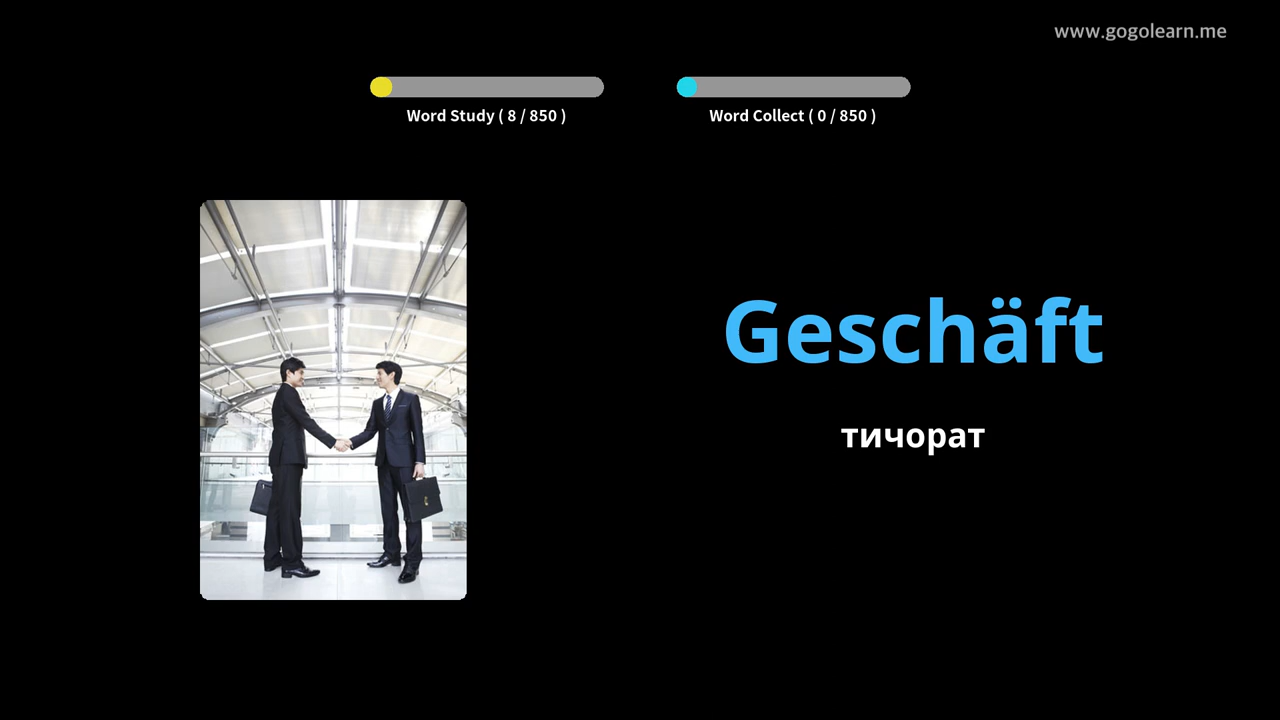 www.gogolearn.me
Word Study ( 8 / 850 )
Word Collect ( 0 / 850 )
Geschäft
тичорат